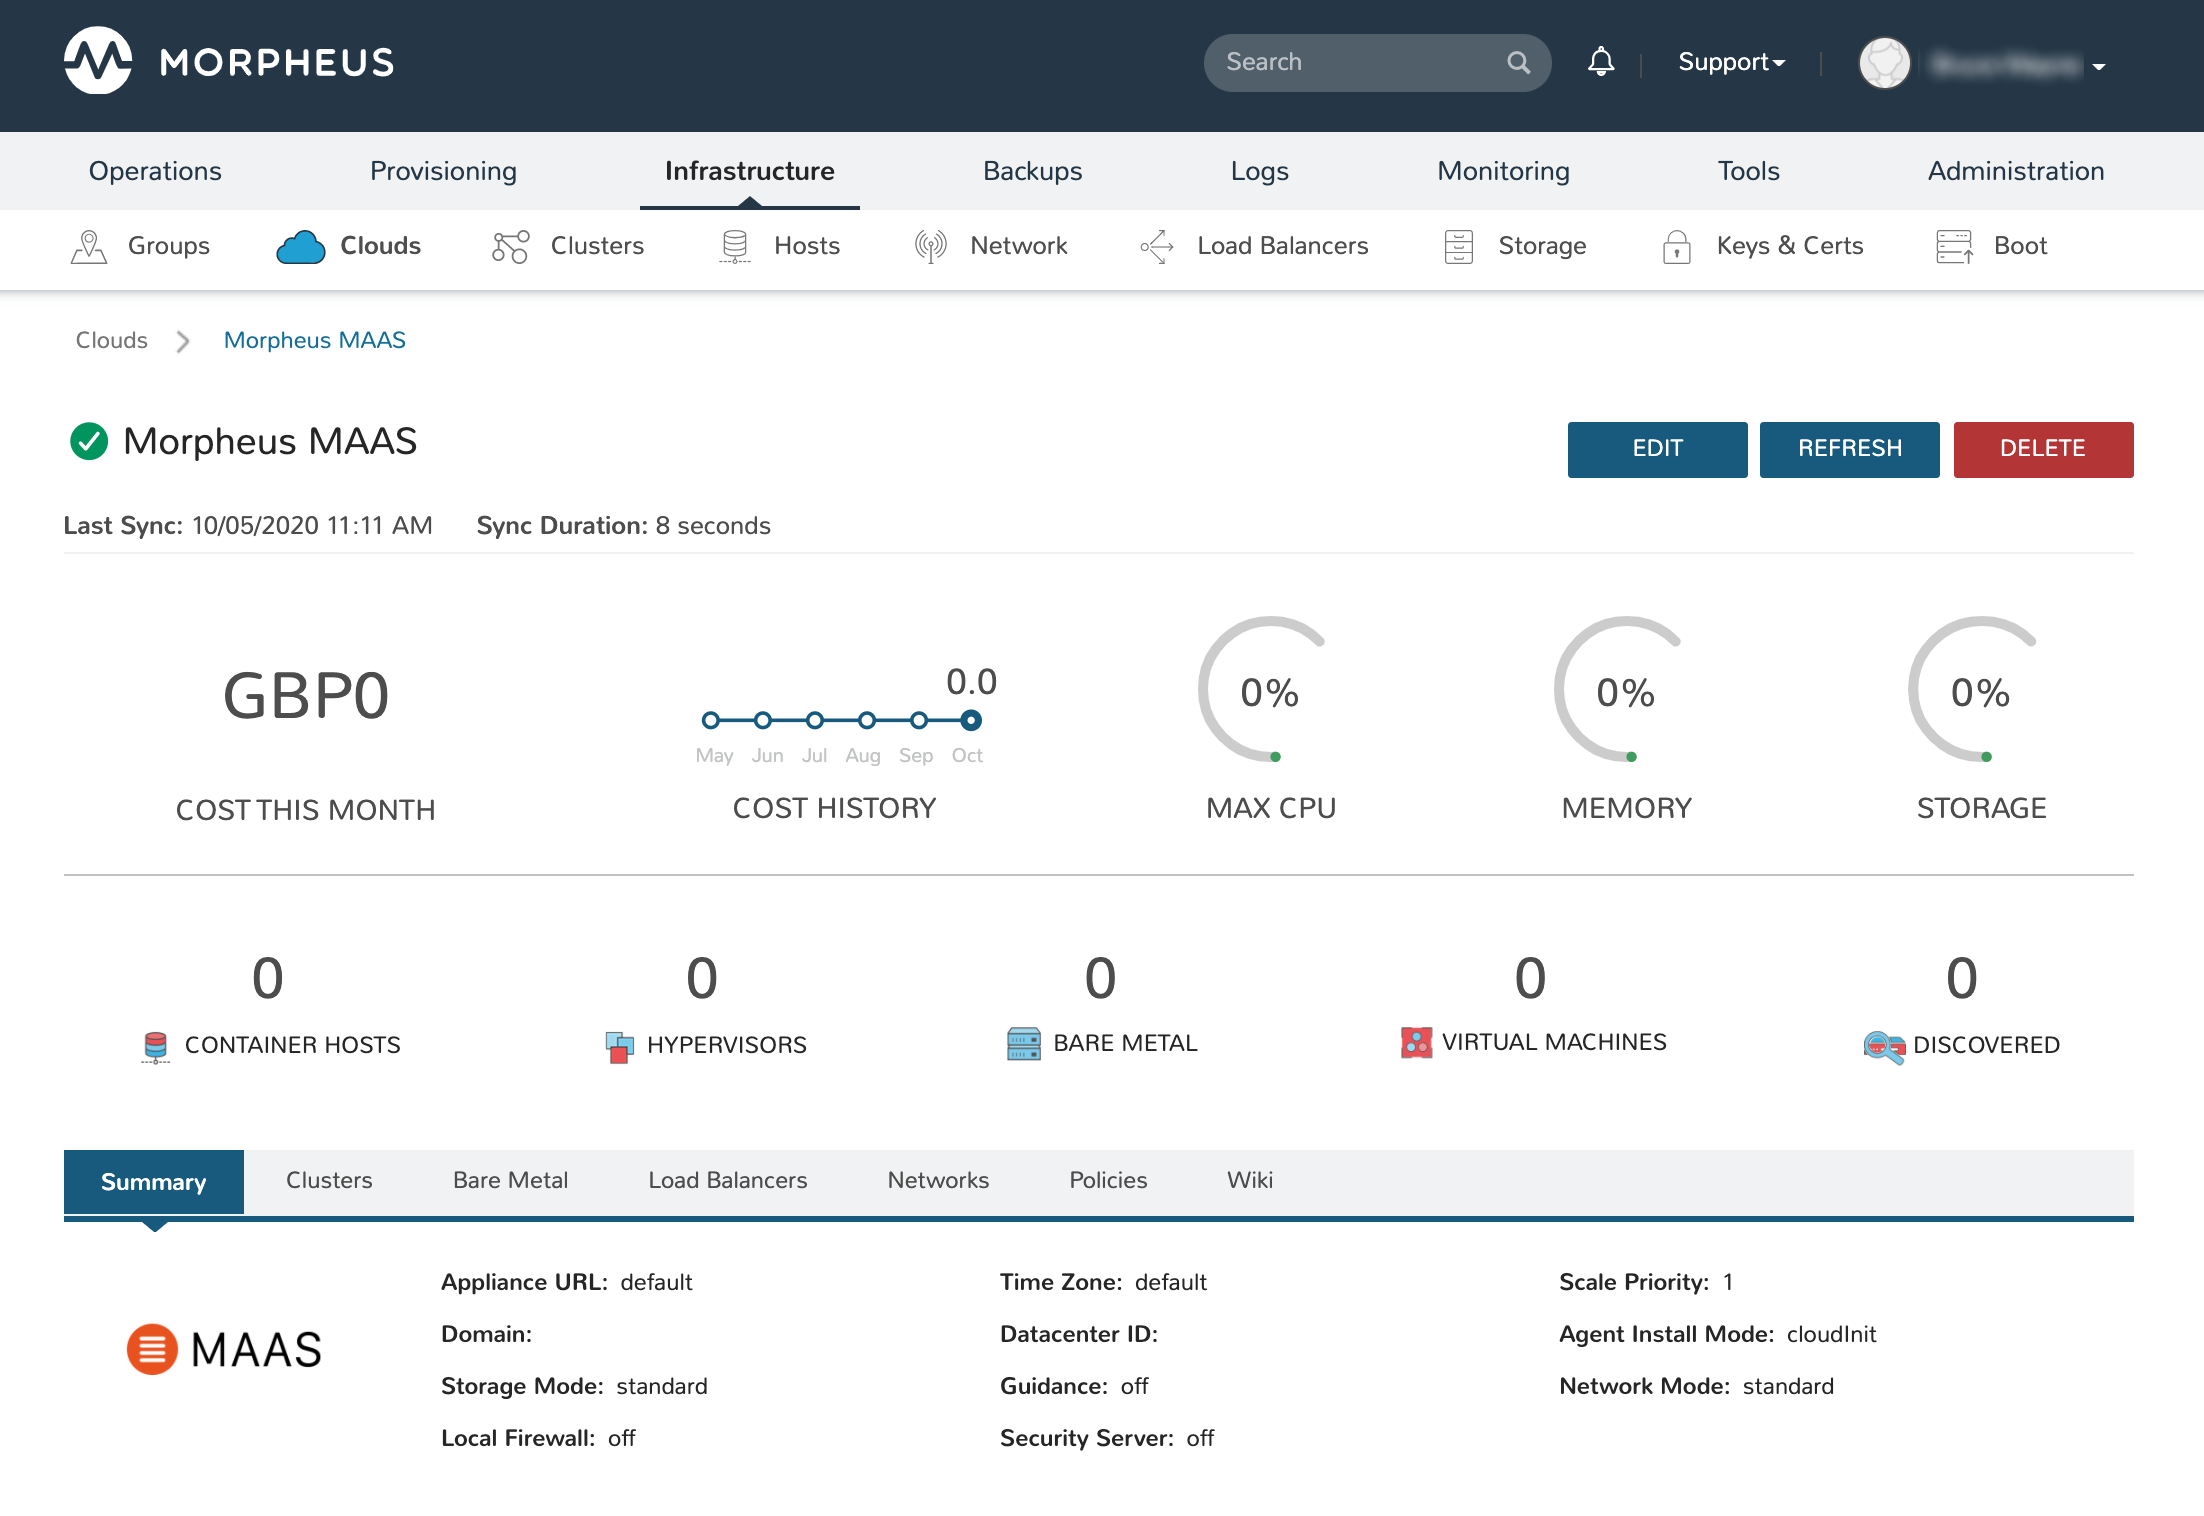 MORPHEUS
Search
Support
Operations Provisioning Infrastructure Backups Logs Monitoring Tools Administration
Groups Clouds Clusters Hosts Network Load Balancers Storage Keys & Certs Boot
Clouds Morpheus MAAS
Morpheus MAAS
EDIT REFRESH DELETE
Last Sync: 10/05/2020 11:11 AM Sync Duration: 8 seconds
GBP0
COST THIS MONTH
0.0
May Jun Jul Aug Sep Oct
COST HISTORY
0%
MAX CPU
0%
MEMORY
0%
STORAGE
0
CONTAINER HOSTS
0
HYPERVISORS
0
BARE METAL
0
VIRTUAL MACHINES
0
DISCOVERED
Summary Clusters Bare Metal Load Balancers Networks Policies Wiki
MAAS
Appliance URL: default
Domain:
Storage Mode: standard
Local Firewall: off
Time Zone: default
Datacenter ID:
Guidance: off
Security Server: off
Scale Priority: 1
Agent Install Mode: cloudInit
Network Mode: standard